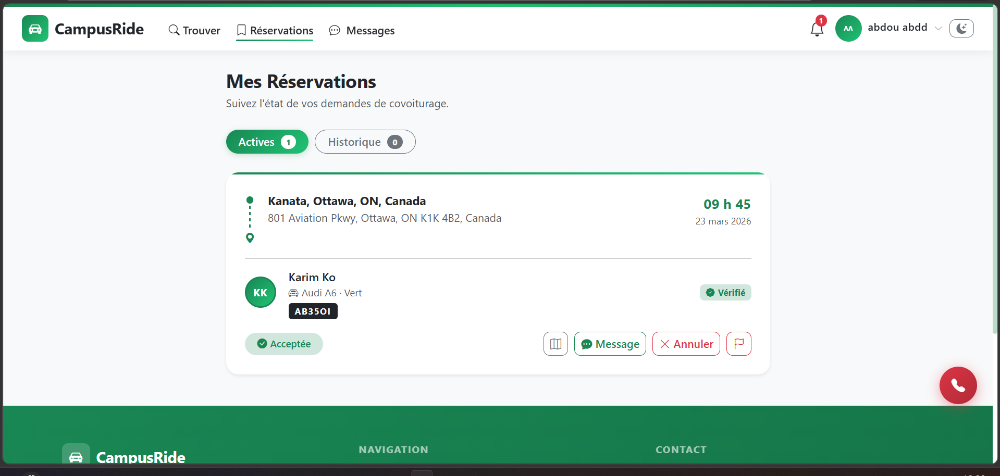 CampusRide
Trouver
Réservations
Messages
1
AA
abdou abdd
Mes Réservations
Suivez l'état de vos demandes de covoiturage.
Actives 1
Historique 0
Kanata, Ottawa, ON, Canada
09 h 45
801 Aviation Pkwy, Ottawa, ON K1K 4B2, Canada
23 mars 2026
KK
Karim Ko
Audi A6 · Vert
AB35OI
Vérifié
Acceptée
Message
Annuler
CampusRide
NAVIGATION
CONTACT